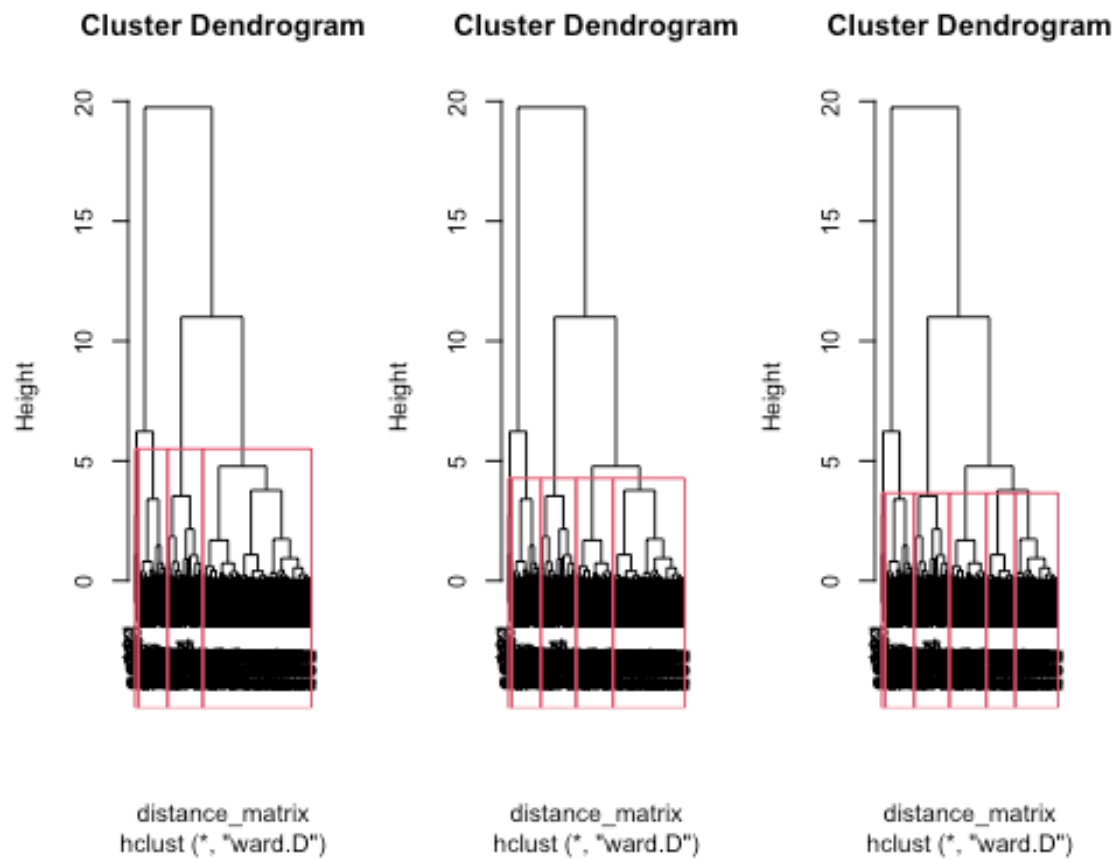 Cluster Dendrogram Cluster Dendrogram Cluster Dendrogram
20 20 20
15 15 15
10 10 10
Height Height Height
5 5 5
0 0 0
distance_matrix distance_matrix distance_matrix
hclust (*, "ward.D") hclust (*, "ward.D") hclust (*, "ward.D")